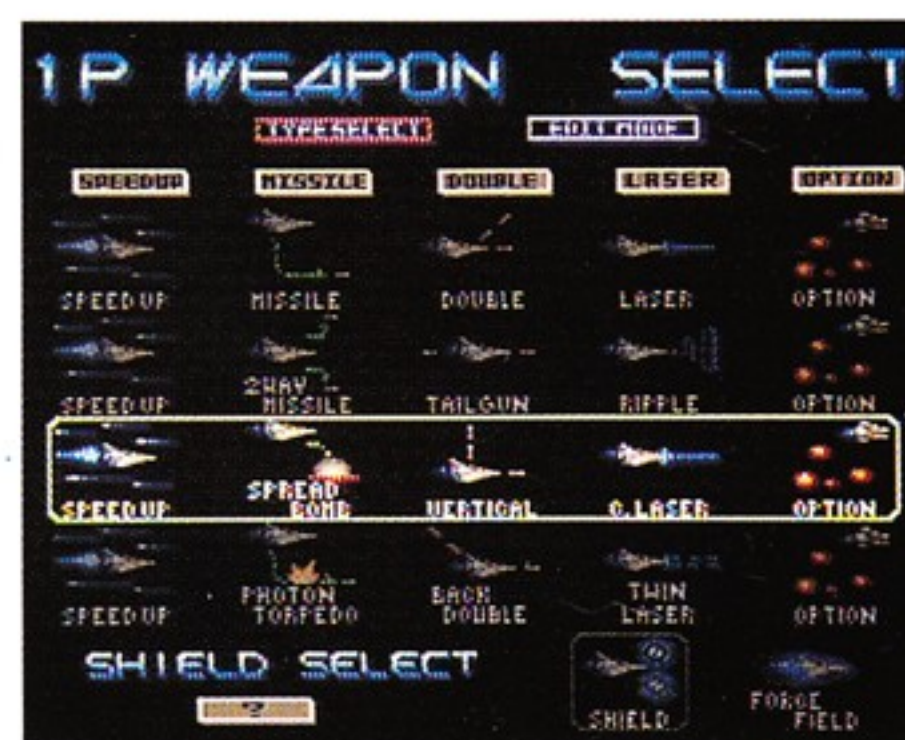 1P WEAPON SELECT
TYPE SELECT EDIT MODE
SPEEDUP MISSILE DOUBLE LASER OPTION
SPEED UP MISSILE DOUBLE LASER OPTION
SPEED UP 2WAY MISSILE TAILGUN RIPPLE OPTION
SPEED UP SPREAD BOMB VERTICAL C.LASER OPTION
SPEED UP PHOTON TORPEDO BACK DOUBLE TWIN LASER OPTION
SHIELD SELECT
?
SHIELD FORCE FIELD